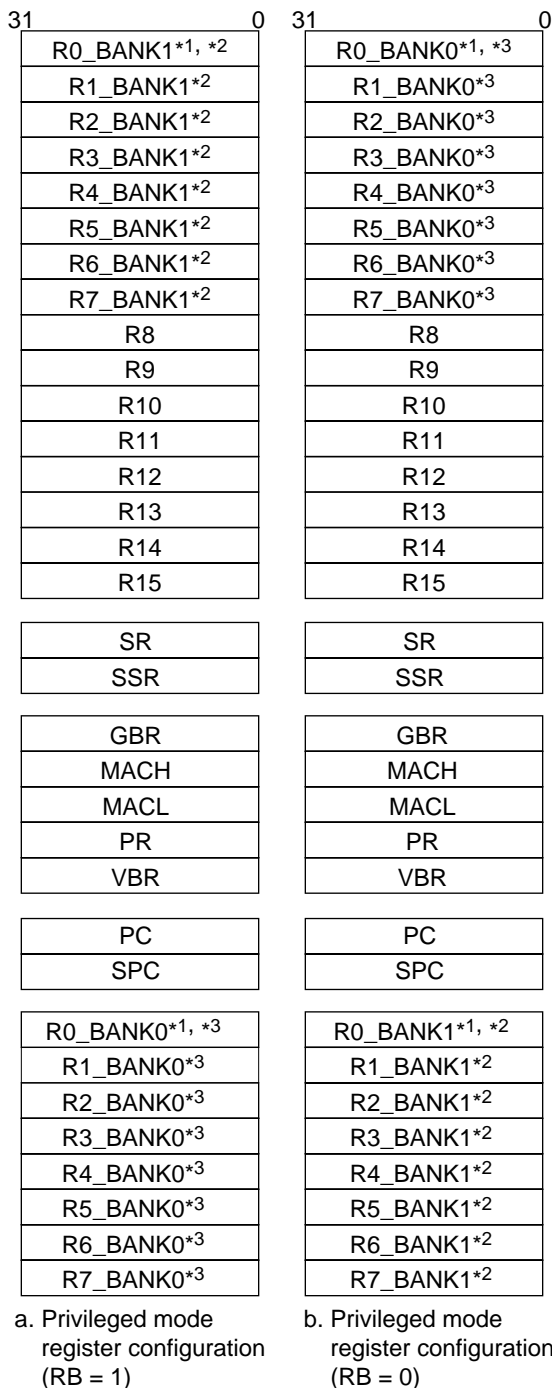 31 0
R0_BANK1*1, *2
R1_BANK1*2
R2_BANK1*2
R3_BANK1*2
R4_BANK1*2
R5_BANK1*2
R6_BANK1*2
R7_BANK1*2
R8
R9
R10
R11
R12
R13
R14
R15
SR
SSR
GBR
MACH
MACL
PR
VBR
PC
SPC
R0_BANK0*1, *3
R1_BANK0*3
R2_BANK0*3
R3_BANK0*3
R4_BANK0*3
R5_BANK0*3
R6_BANK0*3
R7_BANK0*3
a. Privileged mode
register configuration
(RB = 1)
31 0
R0_BANK0*1, *3
R1_BANK0*3
R2_BANK0*3
R3_BANK0*3
R4_BANK0*3
R5_BANK0*3
R6_BANK0*3
R7_BANK0*3
R8
R9
R10
R11
R12
R13
R14
R15
SR
SSR
GBR
MACH
MACL
PR
VBR
PC
SPC
R0_BANK1*1, *2
R1_BANK1*2
R2_BANK1*2
R3_BANK1*2
R4_BANK1*2
R5_BANK1*2
R6_BANK1*2
R7_BANK1*2
b. Privileged mode
register configuration
(RB = 0)